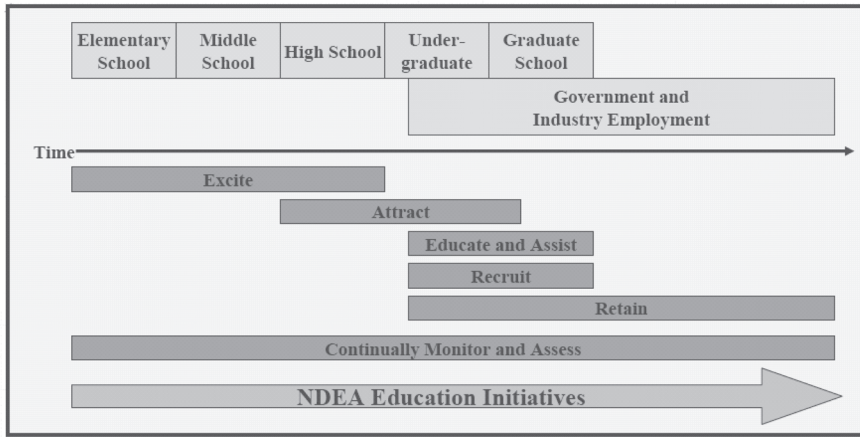 Elementary School
Middle School
High School
Under-graduate
Graduate School
Government and
Industry Employment
Time
Excite
Attract
Educate and Assist
Recruit
Retain
Continually Monitor and Assess
NDEA Education Initiatives